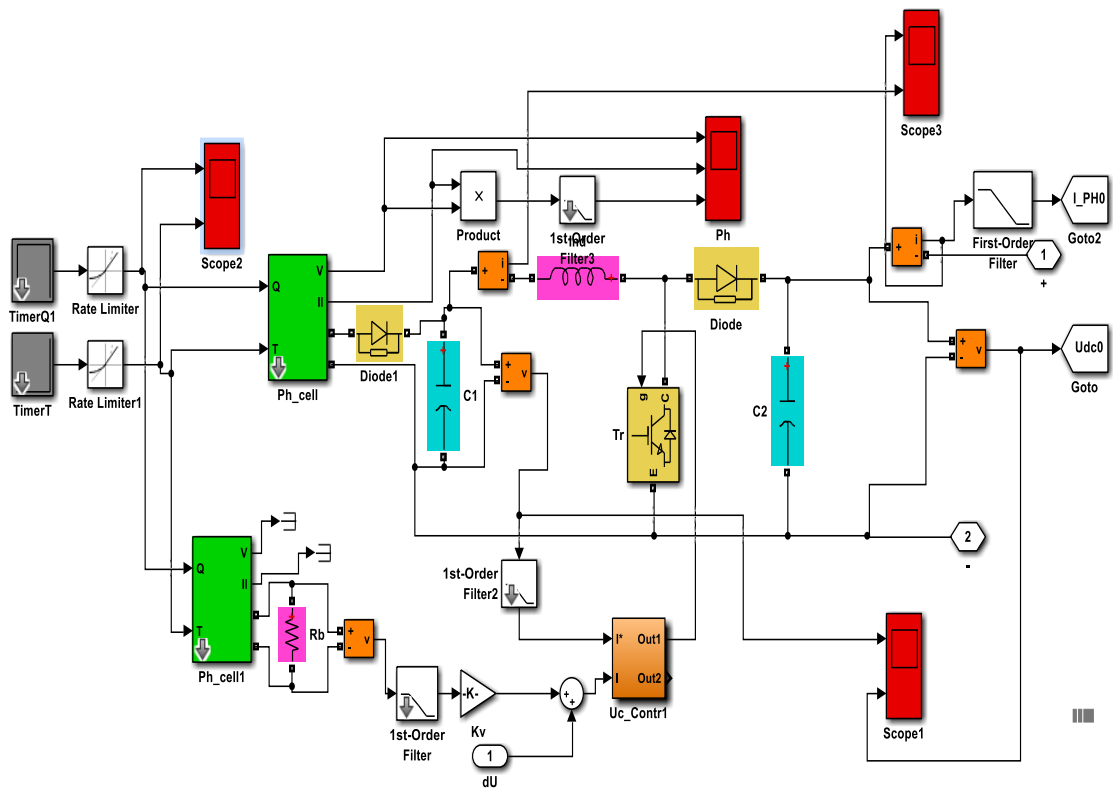 Scope3
Scope2
TimerQ1
Rate Limiter
TimerT
Rate Limiter1
Q
T
V
II
Ph_cell
X
Product
1st-Order
Ind
Filter3
Ph
I_PH0
Goto2
First-Order
Filter
1
+
+
-
i
+
-
i
Diode
Diode1
+
C1
+
-
v
g
C
E
Tr
+
C2
+
-
v
Udc0
Goto
2
-
Q
T
V
II
Ph_cell1
+
Rb
+
-
v
1st-Order
Filter2
1st-Order
Filter
-K-
Kv
1
dU
+
+
I*
I
Out1
Out2
Uc_Contr1
Scope1